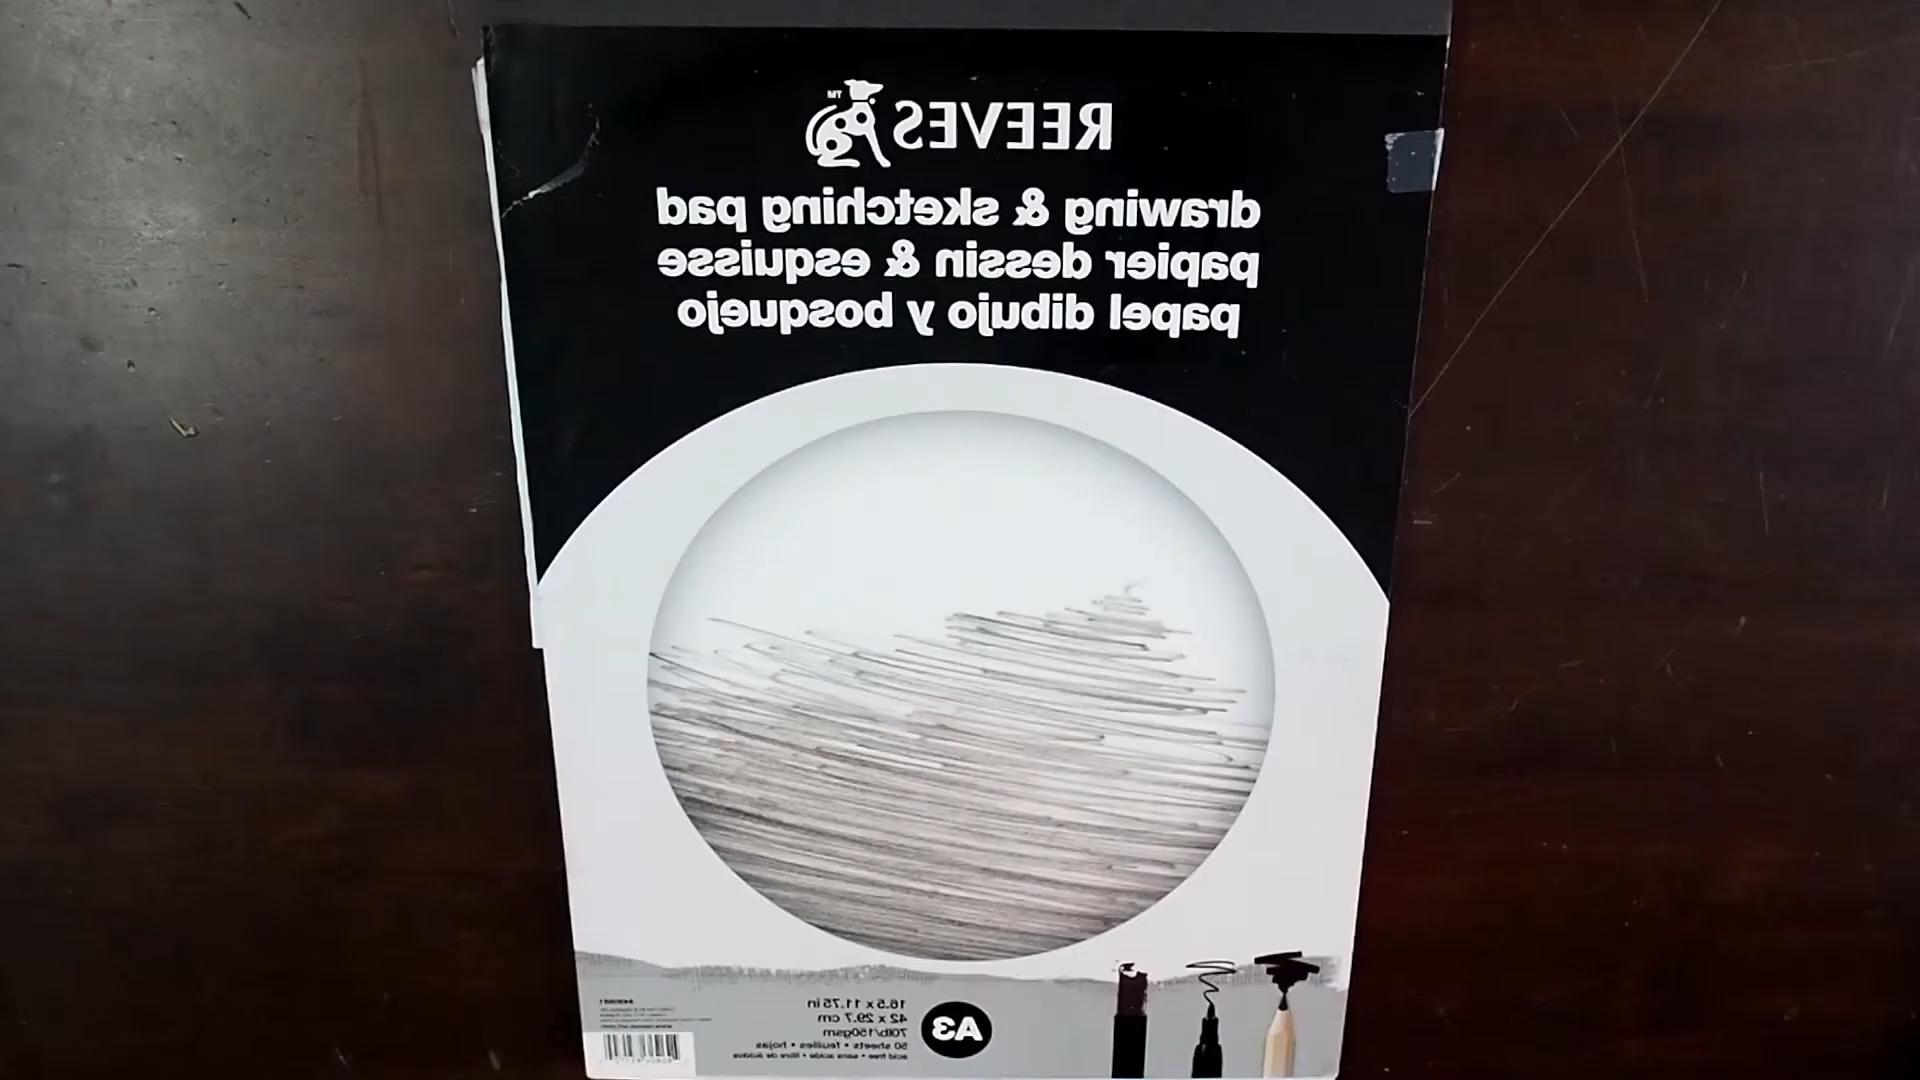 REEVES™
drawing & sketching pad
papier dessin & esquisse
papel dibujo y bosquejo
A3
16.5 x 11.75 in
42 x 29.7 cm
70lb/150gsm
50 sheets • feuilles • hojas
acid free • sans acide • libre de ácidos